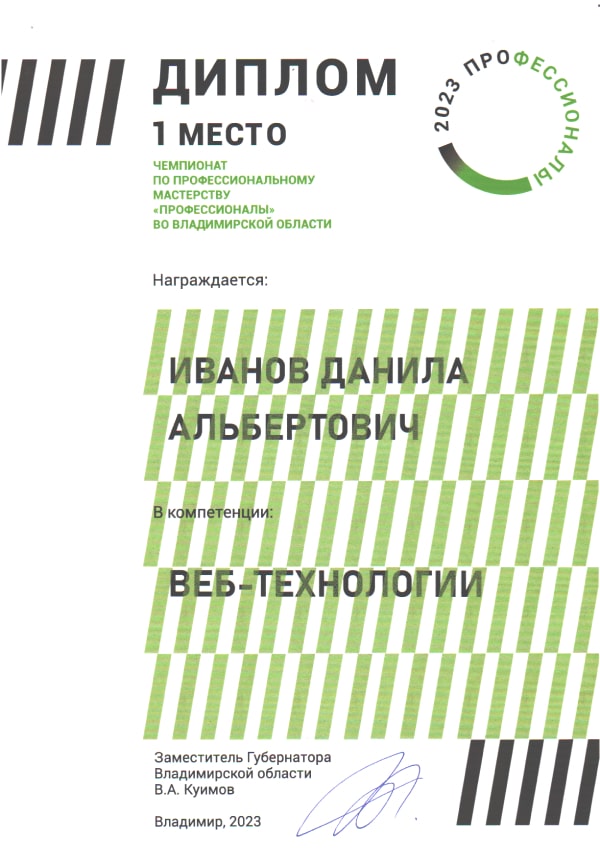 ДИПЛОМ
1 МЕСТО
ЧЕМПИОНАТ
ПО ПРОФЕССИОНАЛЬНОМУ
МАСТЕРСТВУ
«ПРОФЕССИОНАЛЫ»
ВО ВЛАДИМИРСКОЙ ОБЛАСТИ
2023 ПРОФЕССИОНАЛЫ
Награждается:
ИВАНОВ ДАНИЛА
АЛЬБЕРТОВИЧ
В компетенции:
ВЕБ-ТЕХНОЛОГИИ
Заместитель Губернатора
Владимирской области
В.А. Куимов
Владимир, 2023